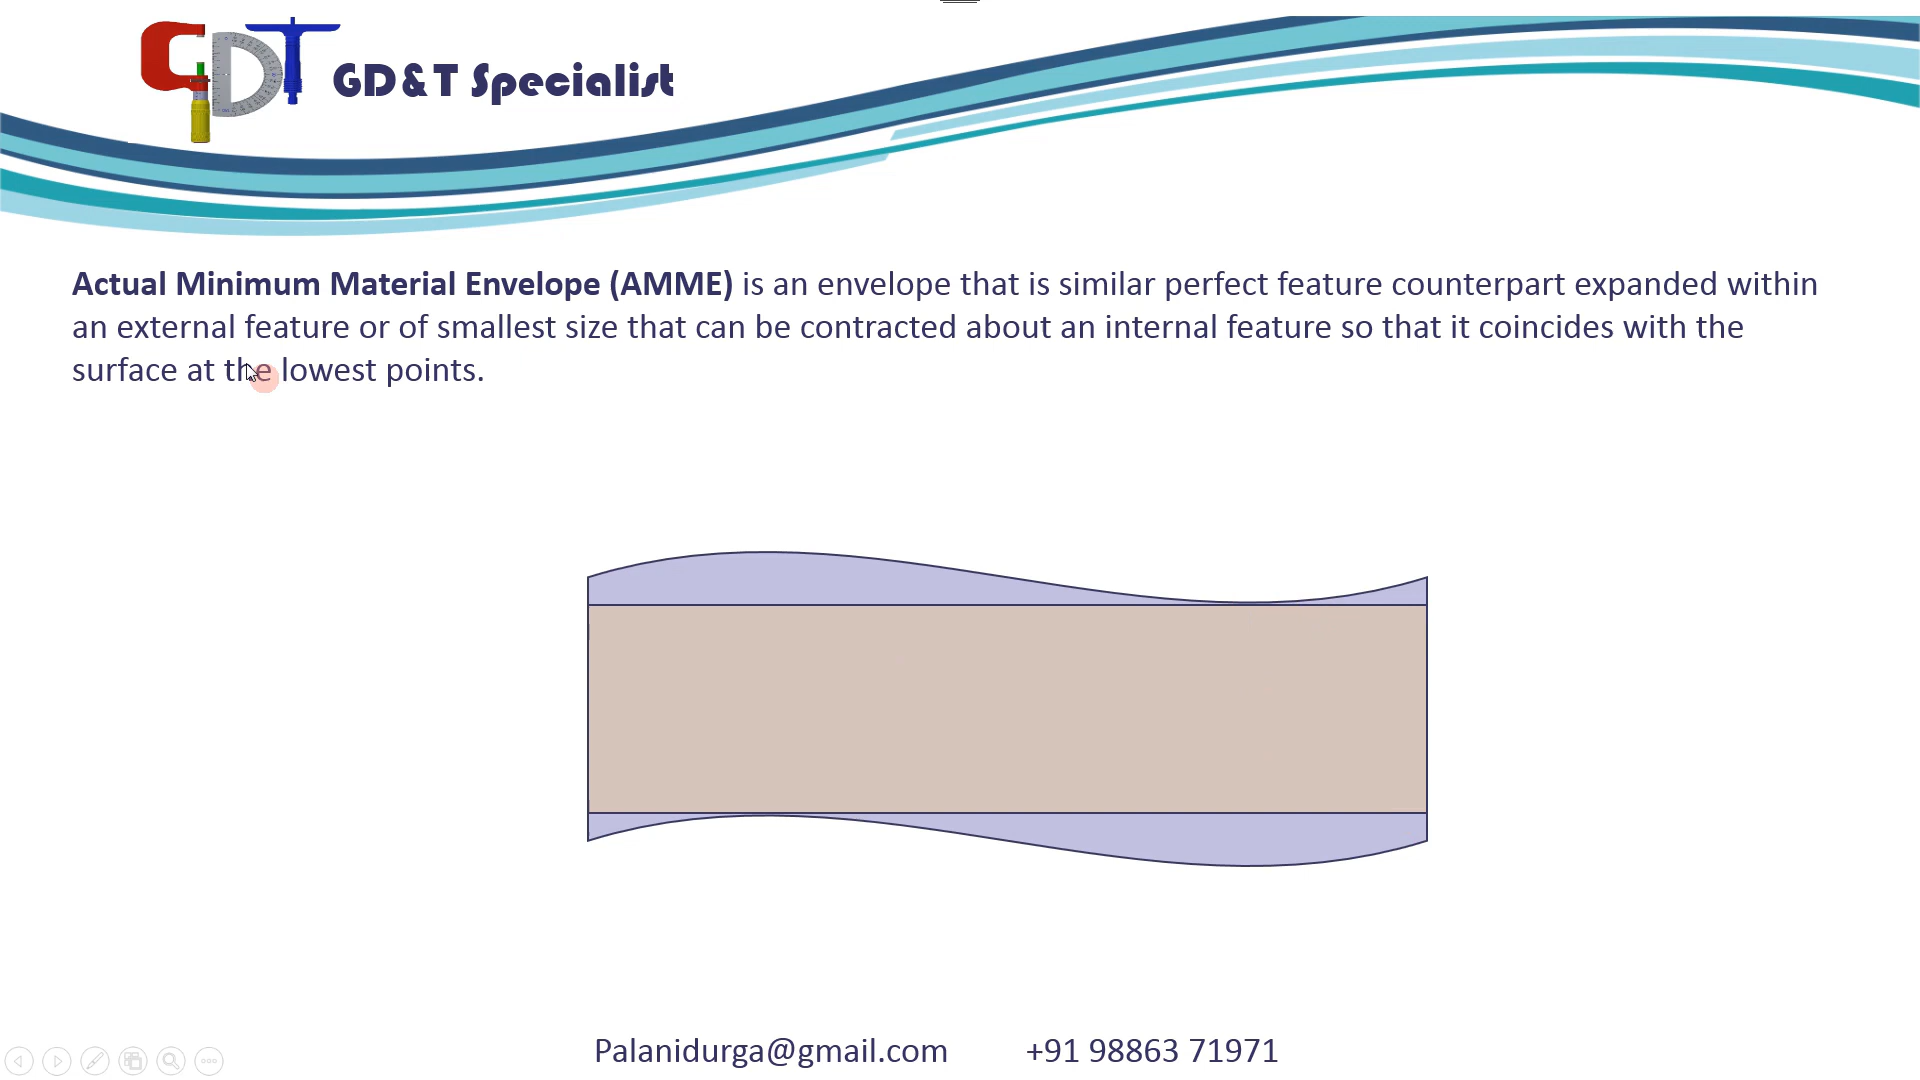 GDT GD&T Specialist
Actual Minimum Material Envelope (AMME) is an envelope that is similar perfect feature counterpart expanded within
an external feature or of smallest size that can be contracted about an internal feature so that it coincides with the
surface at the lowest points.
Palanidurga@gmail.com +91 98863 71971